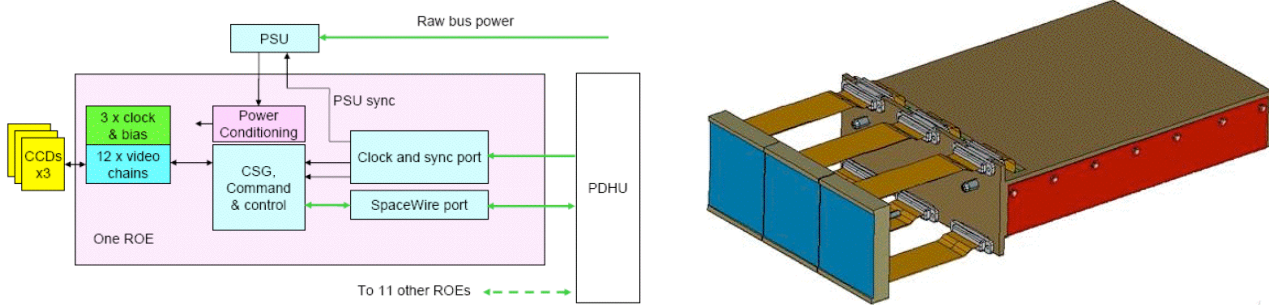 Raw bus power
PSU
PSU sync
3 x clock
& bias
Power
Conditioning
CCDs
x3
12 x video
chains
CSG,
Command
& control
Clock and sync port
SpaceWire port
PDHU
One ROE
To 11 other ROEs